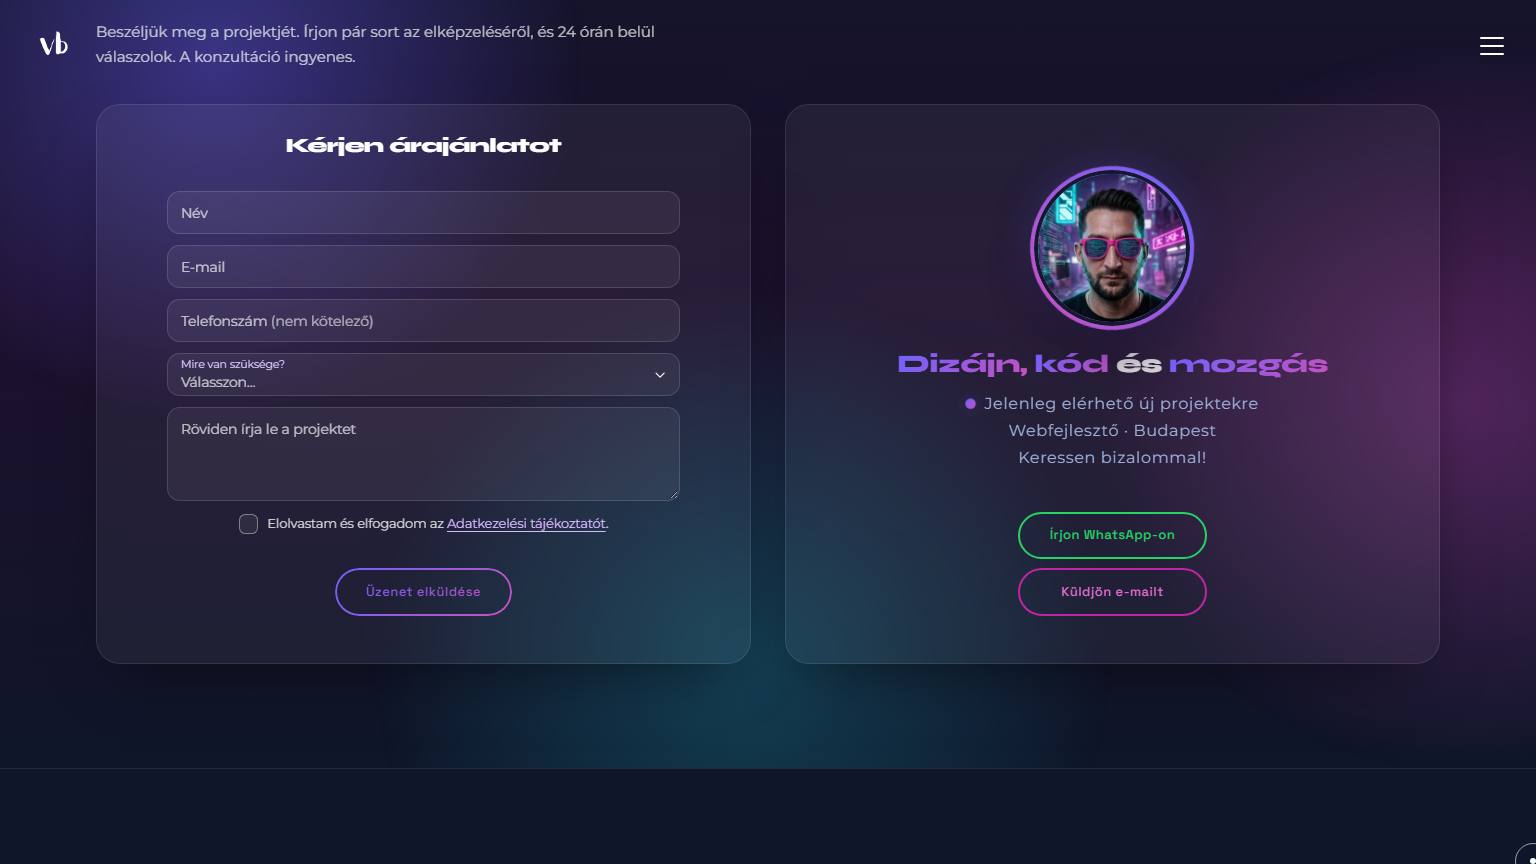 vb
Beszéljük meg a projektjét. Írjon pár sort az elképzeléséről, és 24 órán belül
válaszolok. A konzultáció ingyenes.
Kérjen árajánlatot
Név
E-mail
Telefonszám (nem kötelező)
Mire van szüksége?
Válasszon...
Röviden írja le a projektet
Elolvastam és elfogadom az Adatkezelési tájékoztatót.
Üzenet elküldése
Dizájn, kód és mozgás
Jelenleg elérhető új projektekre
Webfejlesztő · Budapest
Keressen bizalommal!
Írjon WhatsApp-on
Küldjön e-mailt